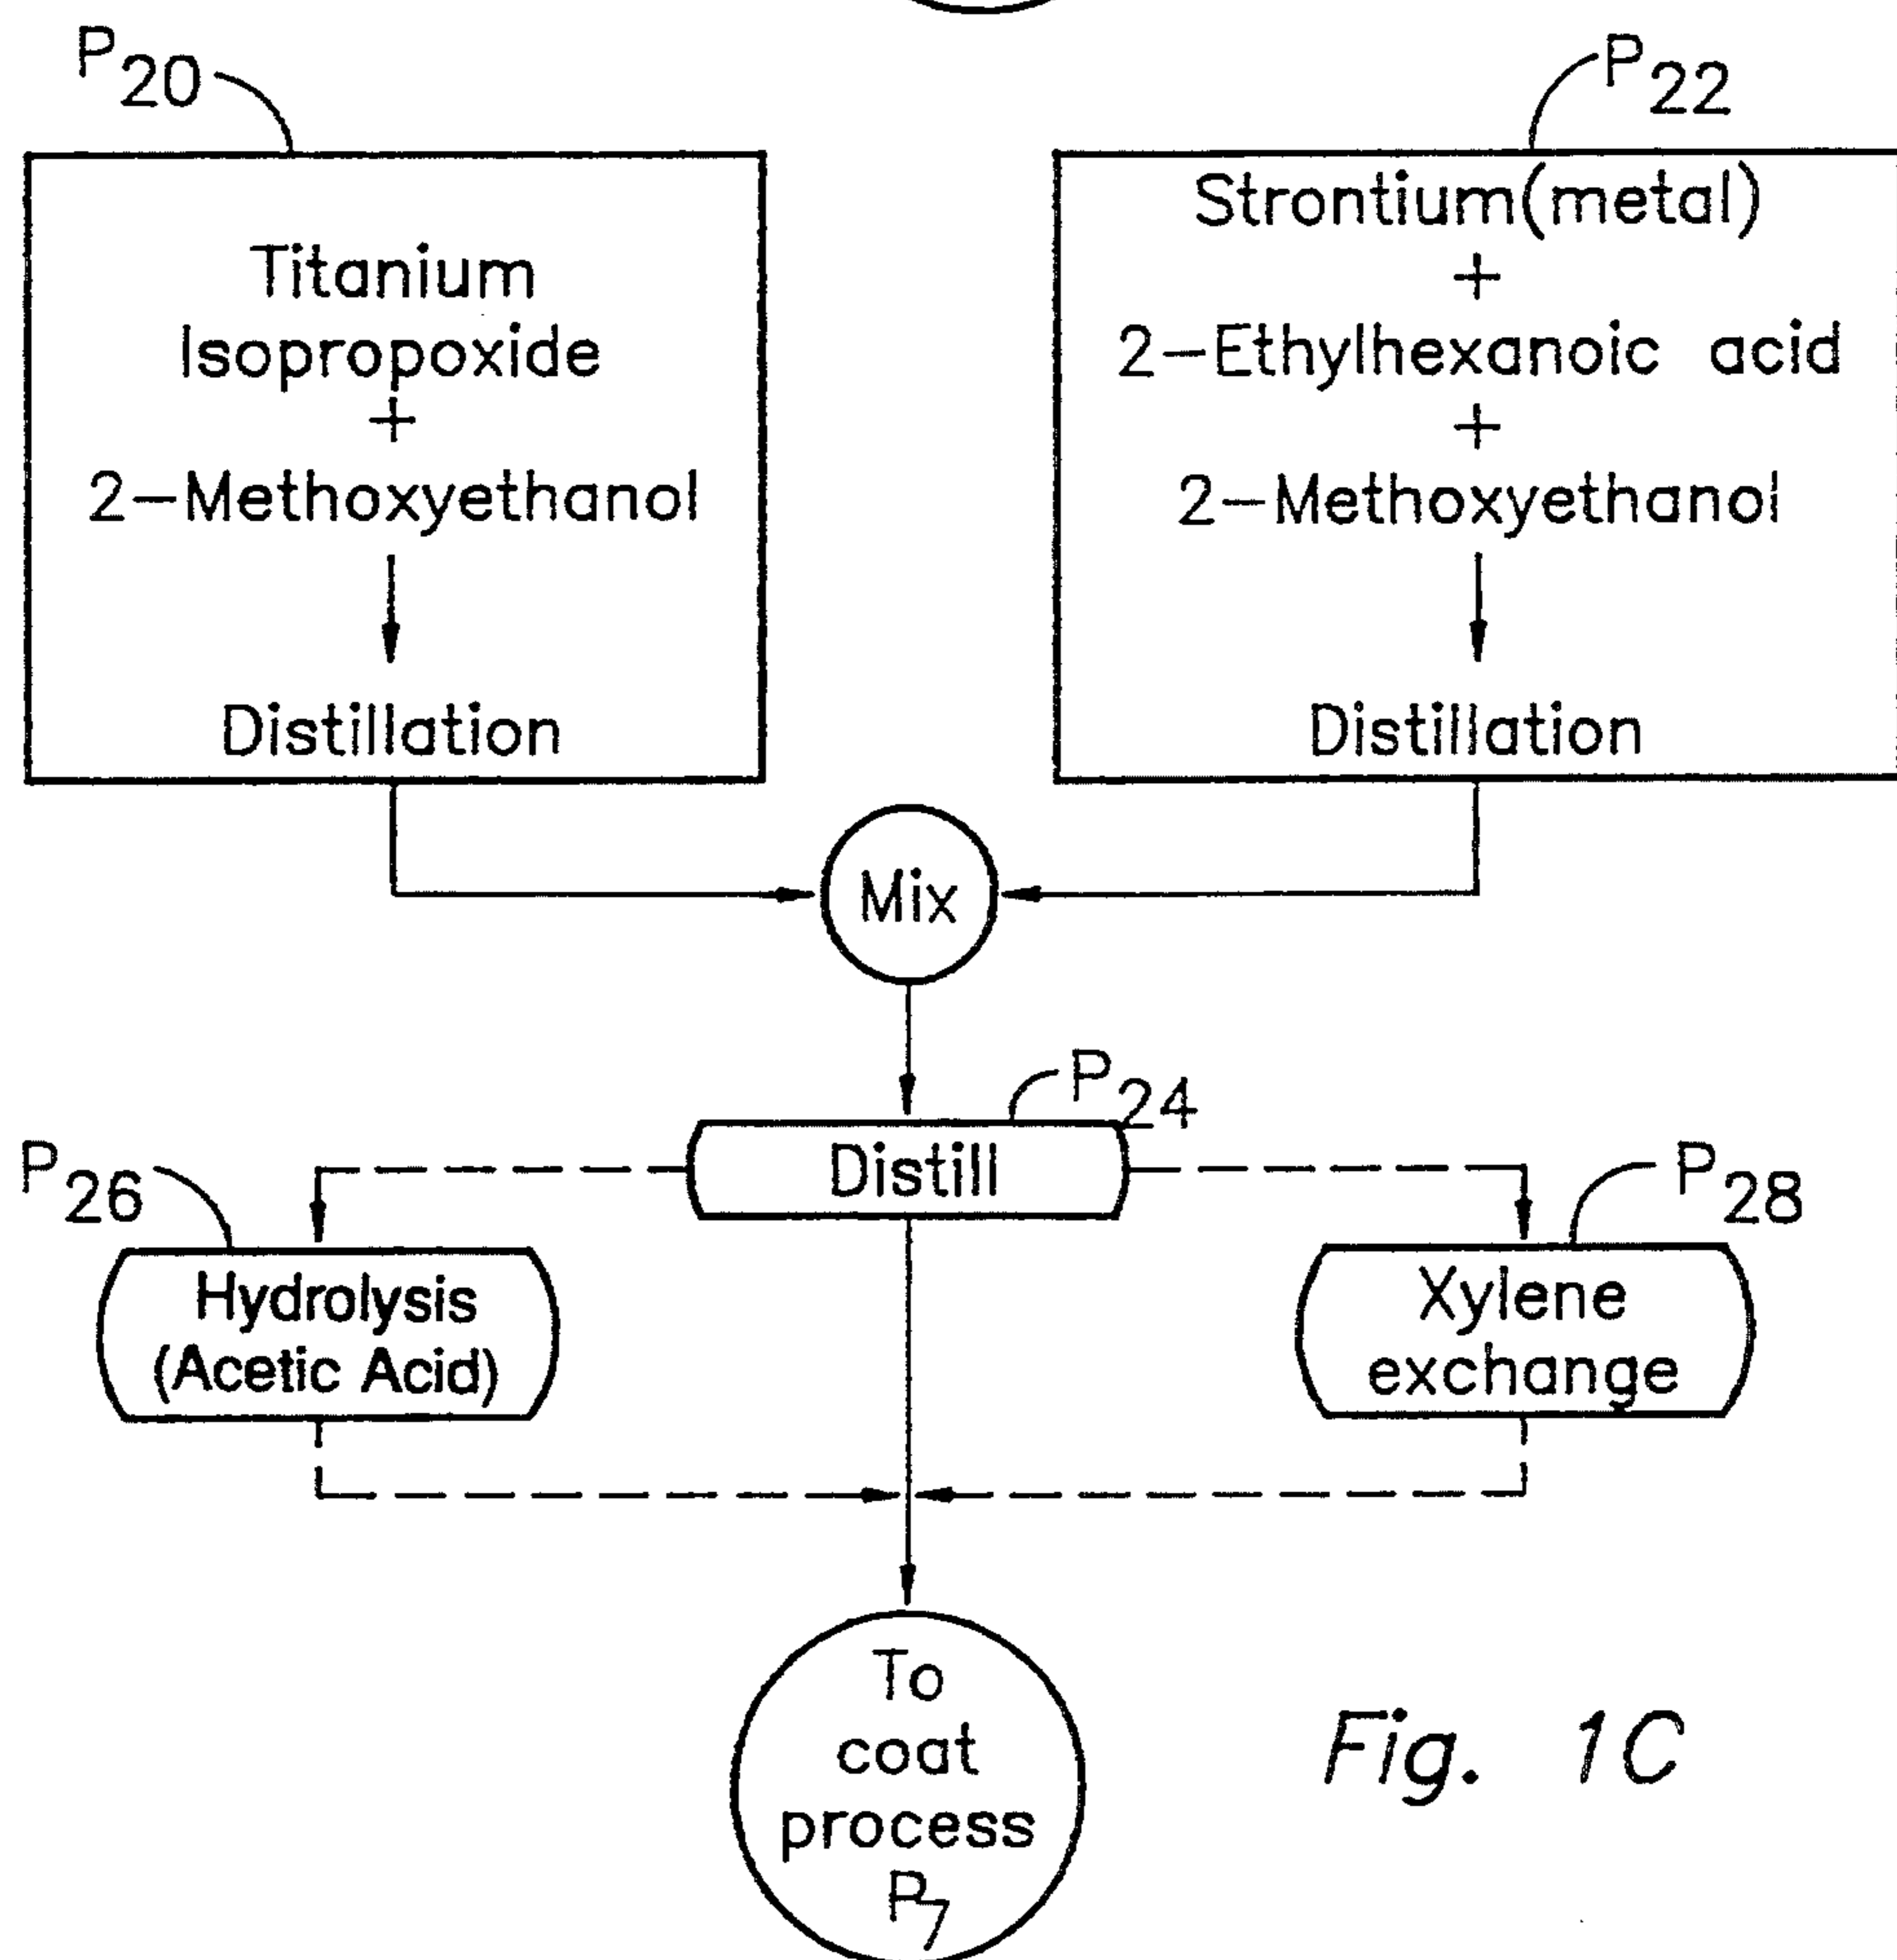 P20
P22
Titanium
Isopropoxide
+
2-Methoxyethanol
Distillation
Strontium(metal)
+
2-Ethylhexanoic acid
+
2-Methoxyethanol
Distillation
Mix
P24
Distill
P26
P28
Hydrolysis
(Acetic Acid)
Xylene
exchange
To
coat
process
P7
Fig. 1C